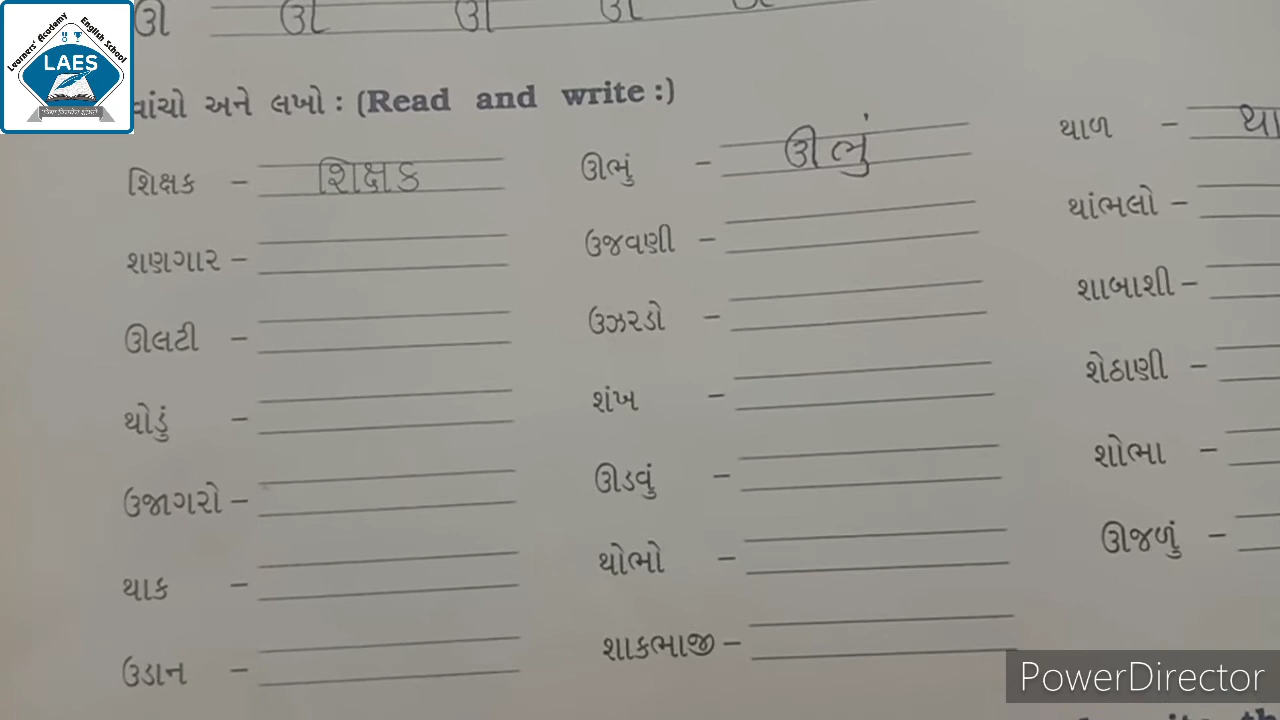 ઊ ઊ ઊ ઊ
Learners' Academy English School
LAES
વાંચો અને લખો : (Read and write :)
શિક્ષક – શિક્ષક ઊભું – ઊભું થાળ – થા
શણગાર – ઉજવણી – થાંભલો –
ઊલટી – ઉઝરડો – શાબાશી –
થોડું – શંખ – શેઠાણી –
ઉજાગરો – ઊડવું – શોભા –
થાક – થોભો – ઊજળું –
ઉડાન – શાકભાજી –
PowerDirector